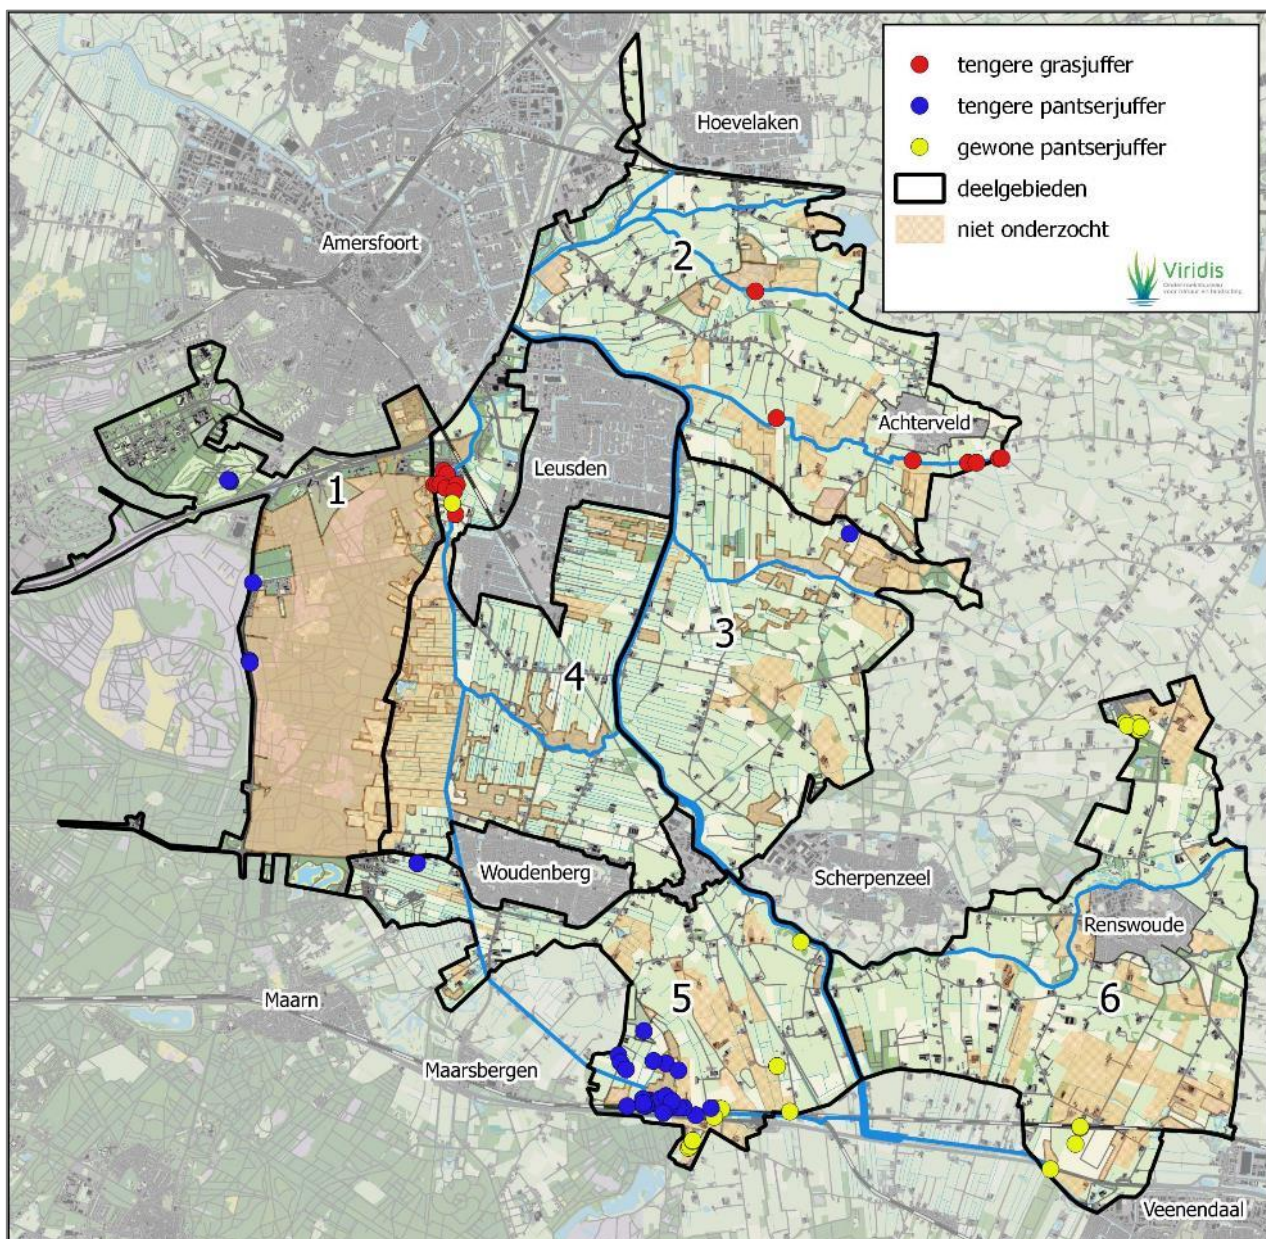 tengere grasjuffer
tengere pantserjuffer
gewone pantserjuffer
deelgebieden
niet onderzocht
Viridis
Hoevelaken
Amersfoort
2
Achterveld
Leusden
1
3
4
Woudenberg
Scherpenzeel
Renswoude
Maarn
5
6
Maarsbergen
Veenendaal